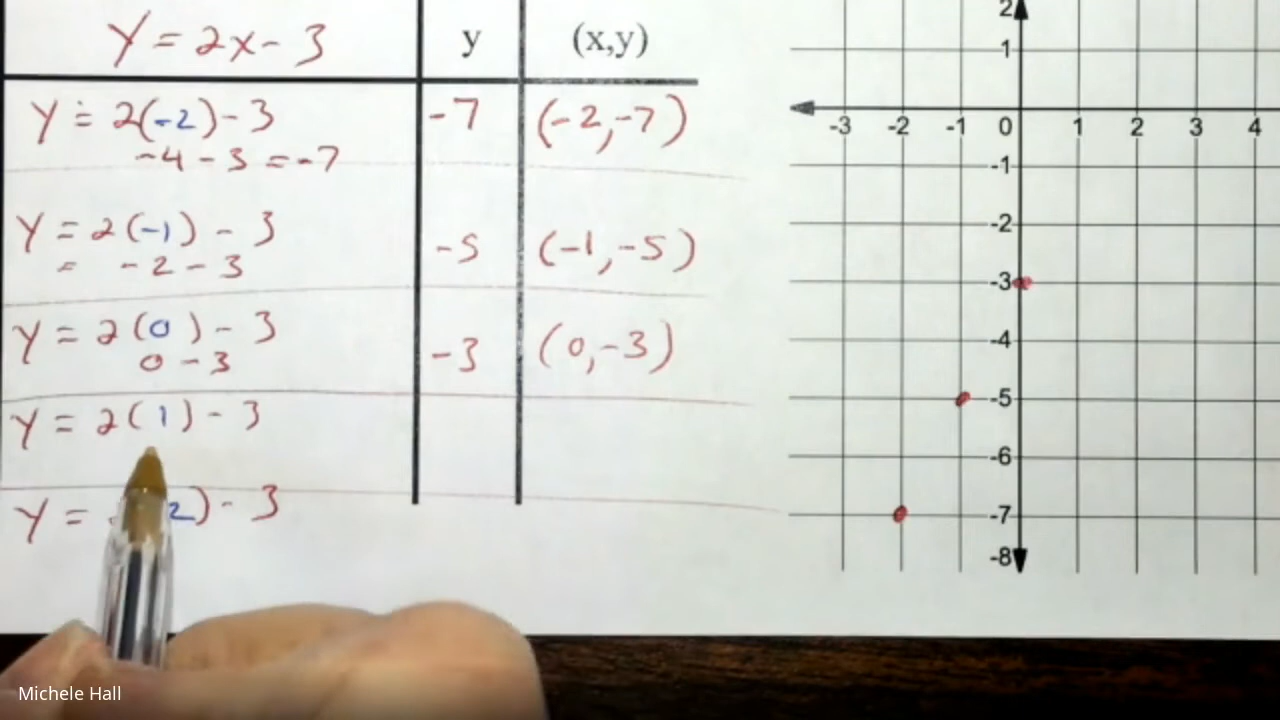 Y = 2x - 3 y (x,y)
Y = 2(-2) - 3 -7 (-2,-7)
-4 - 3 = -7
Y = 2(-1) - 3 -5 (-1,-5)
= -2 - 3
Y = 2(0) - 3 -3 (0,-3)
0 - 3
Y = 2(1) - 3
Y = 2) - 3
2
1
-3 -2 -1 0 1 2 3 4
-1
-2
-3
-4
-5
-6
-7
-8
Michele Hall